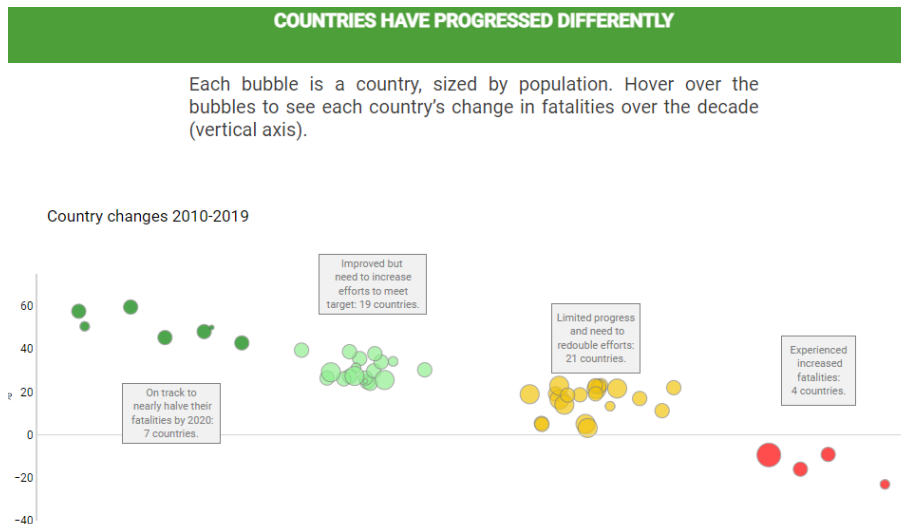 COUNTRIES HAVE PROGRESSED DIFFERENTLY
Each bubble is a country, sized by population. Hover over the
bubbles to see each country's change in fatalities over the decade
(vertical axis).
Country changes 2010-2019
Improved but
need to increase
efforts to meet
target: 19 countries.
Limited progress
and need to
redouble efforts:
21 countries.
Experienced
increased
fatalities:
4 countries.
On track to
nearly halve their
fatalities by 2020:
7 countries.
60
40
20
0
−20
−40